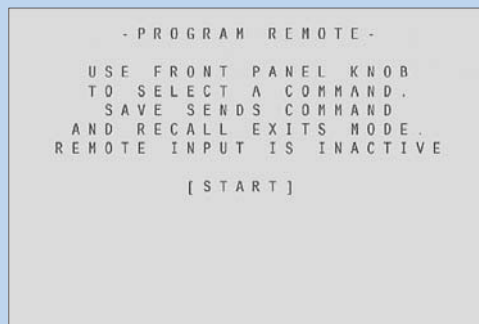 -PROGRAM REMOTE-
USE FRONT PANEL KNOB
TO SELECT A COMMAND.
SAVE SENDS COMMAND
AND RECALL EXITS MODE.
REMOTE INPUT IS INACTIVE
[START]